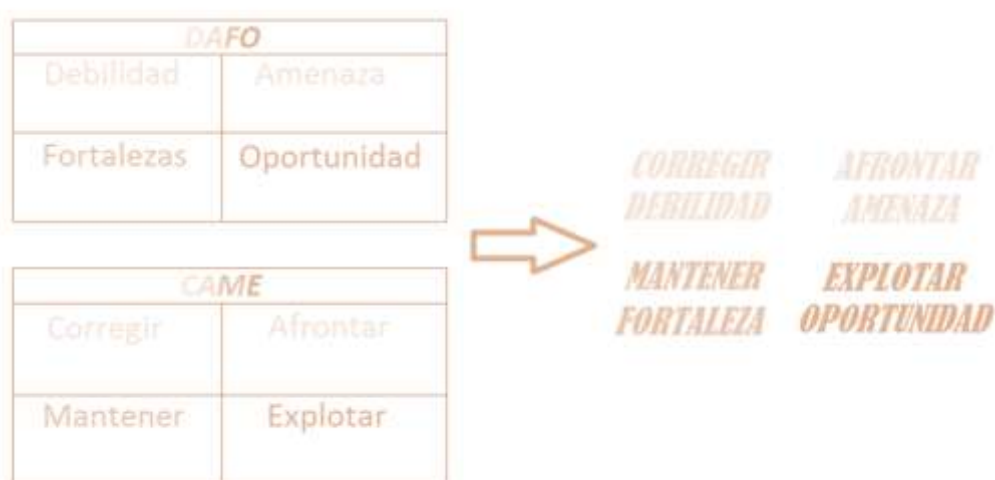 DAFO
Debilidad Amenaza
Fortalezas Oportunidad
CAME
Corregir Afrontar
Mantener Explotar
CORREGIR
DEBILIDAD
AFRONTAR
AMENAZA
MANTENER
FORTALEZA
EXPLOTAR
OPORTUNIDAD